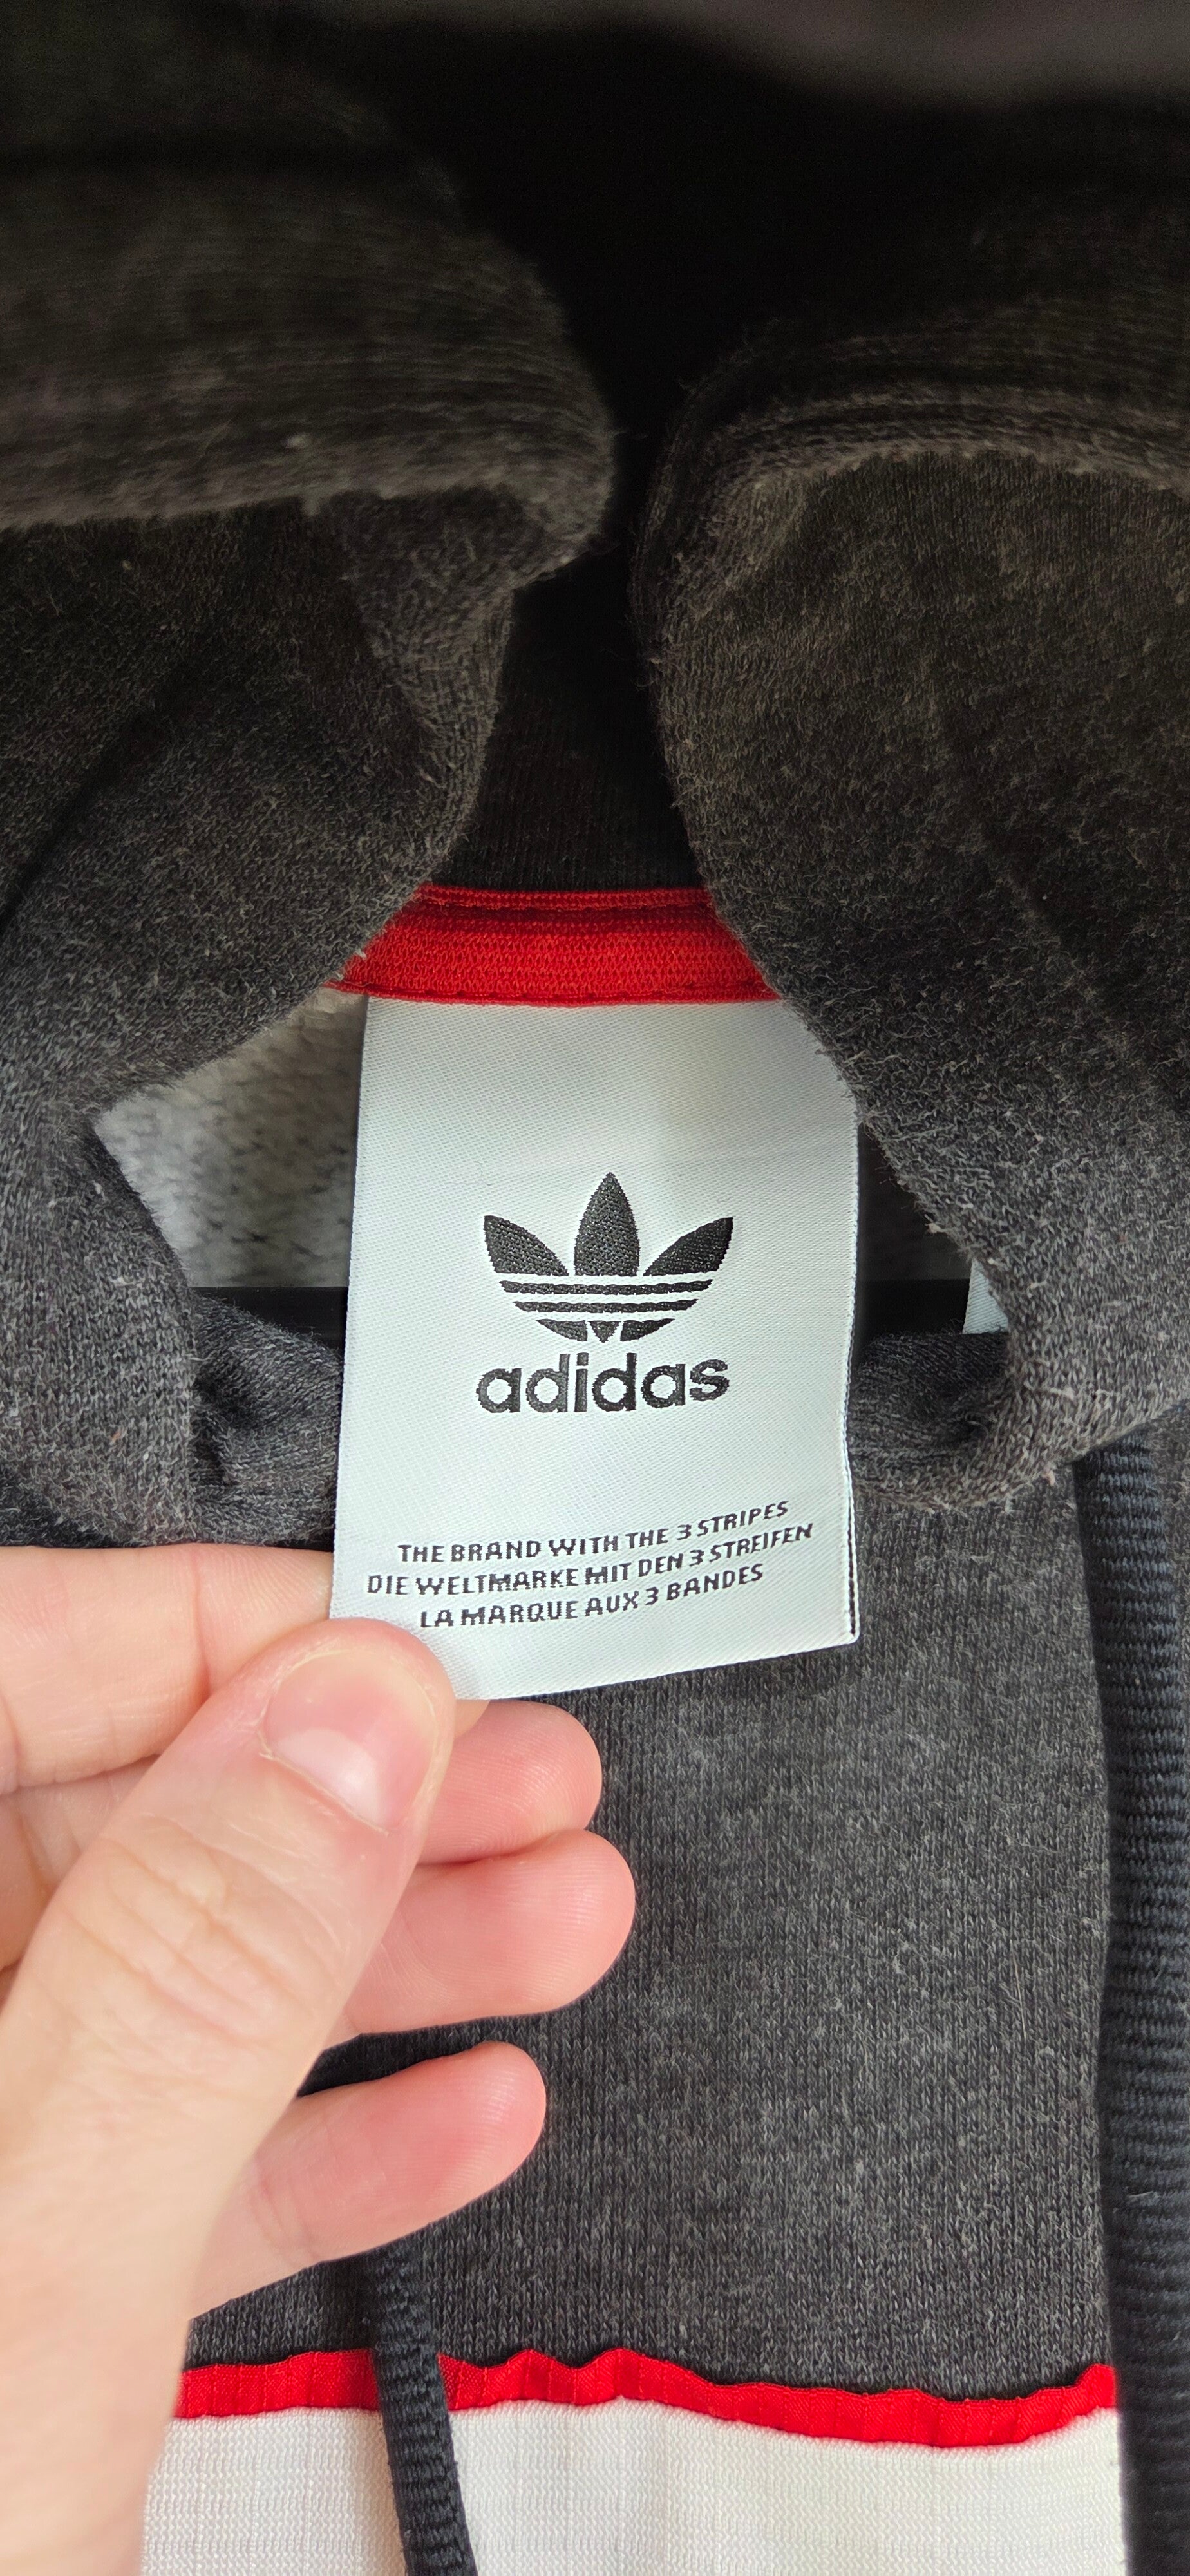 adidas
THE BRAND WITH THE 3 STRIPES
DIE WELTMARKE MIT DEN 3 STREIFEN
LA MARQUE AUX 3 BANDES